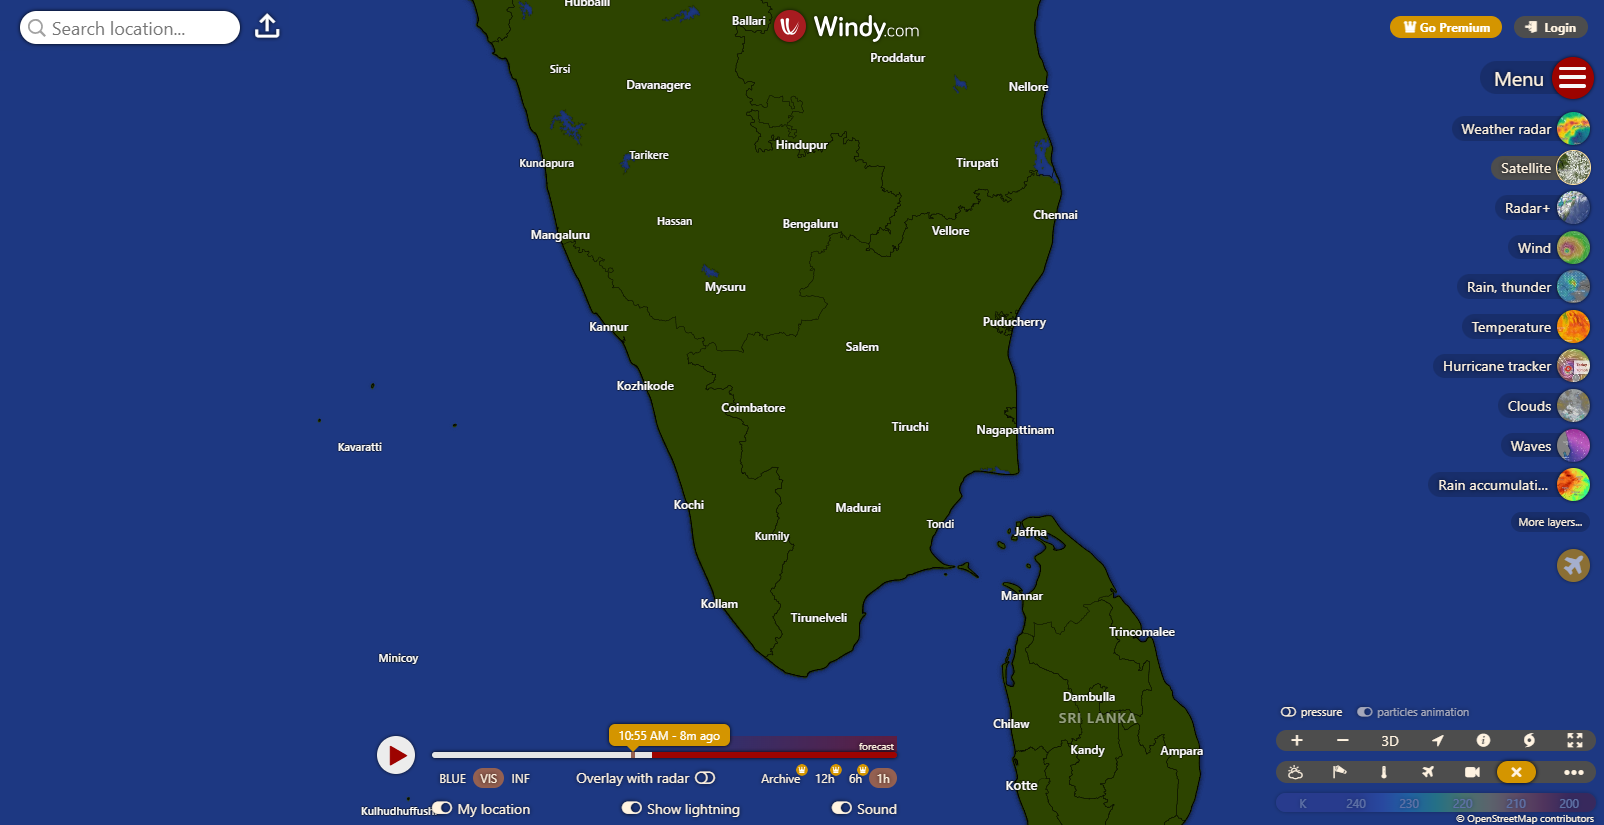 Search location...
Windy.com
Go Premium
Login
Menu
Weather radar
Satellite
Radar+
Wind
Rain, thunder
Temperature
Hurricane tracker
Clouds
Waves
Rain accumulati...
More layers...
Hubballi
Ballari
Proddatur
Sirsi
Davanagere
Nellore
Hindupur
Kundapura
Tarikere
Tirupati
Hassan
Bengaluru
Chennai
Mangaluru
Vellore
Mysuru
Kannur
Puducherry
Salem
Kozhikode
Coimbatore
Tiruchi
Nagapattinam
Kavaratti
Kochi
Madurai
Tondi
Jaffna
Kumily
Mannar
Kollam
Tirunelveli
Trincomalee
Minicoy
Dambulla
SRI LANKA
Chilaw
Kandy
Ampara
Kotte
Kulhudhuffush
10:55 AM - 8m ago
forecast
BLUE VIS INF
Overlay with radar
Archive 12h 6h 1h
My location
Show lightning
Sound
pressure
particles animation
3D
K 240 230 220 210 200
© OpenStreetMap contributors